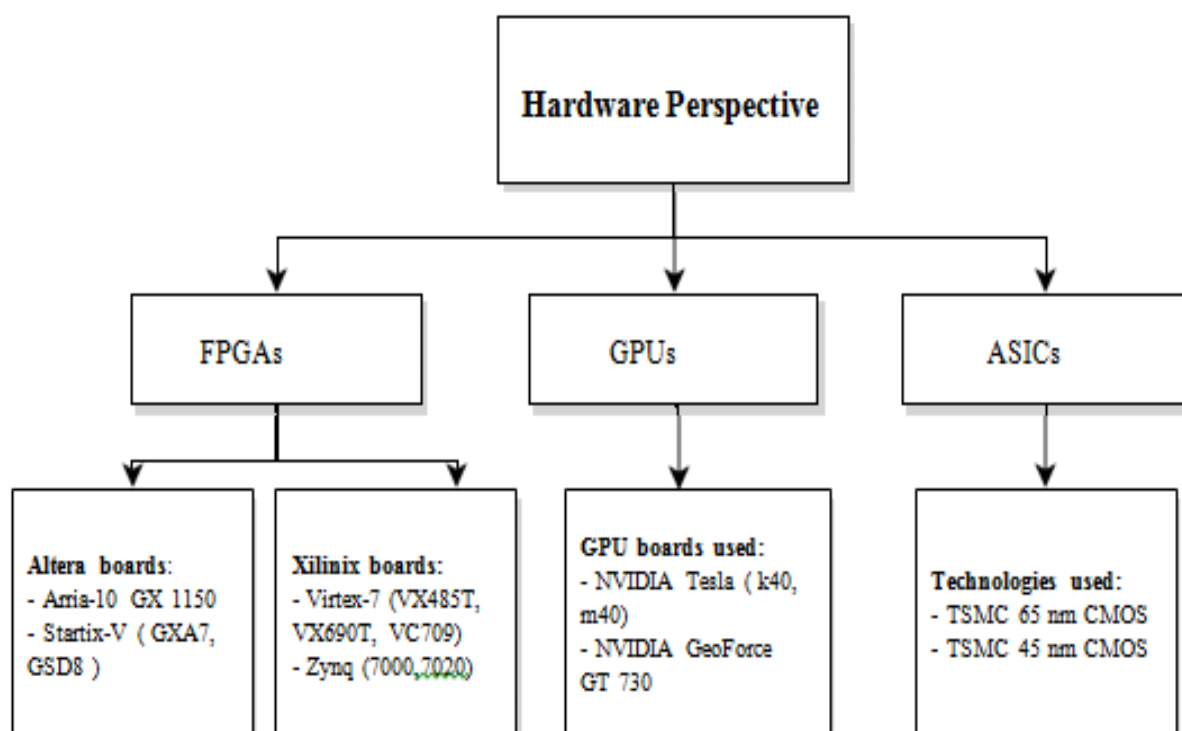 Hardware Perspective
FPGAs
GPUs
ASICs
Altera boards:
- Arria-10 GX 1150
- Startix-V ( GXA7,
GSD8 )
Xilinix boards:
- Virtex-7 (VX485T,
VX690T, VC709)
- Zynq (7000,7020)
GPU boards used:
- NVIDIA Tesla ( k40,
m40)
- NVIDIA GeoForce
GT 730
Technologies used:
- TSMC 65 nm CMOS
- TSMC 45 nm CMOS